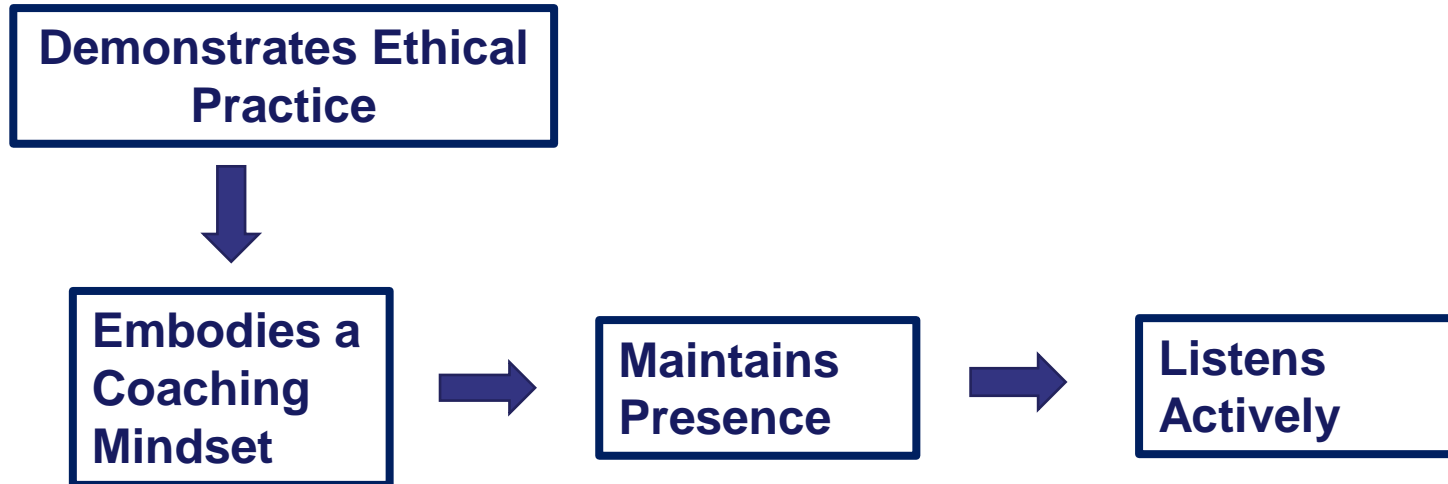 Demonstrates Ethical
Practice
Embodies a
Coaching
Mindset
Maintains
Presence
Listens
Actively